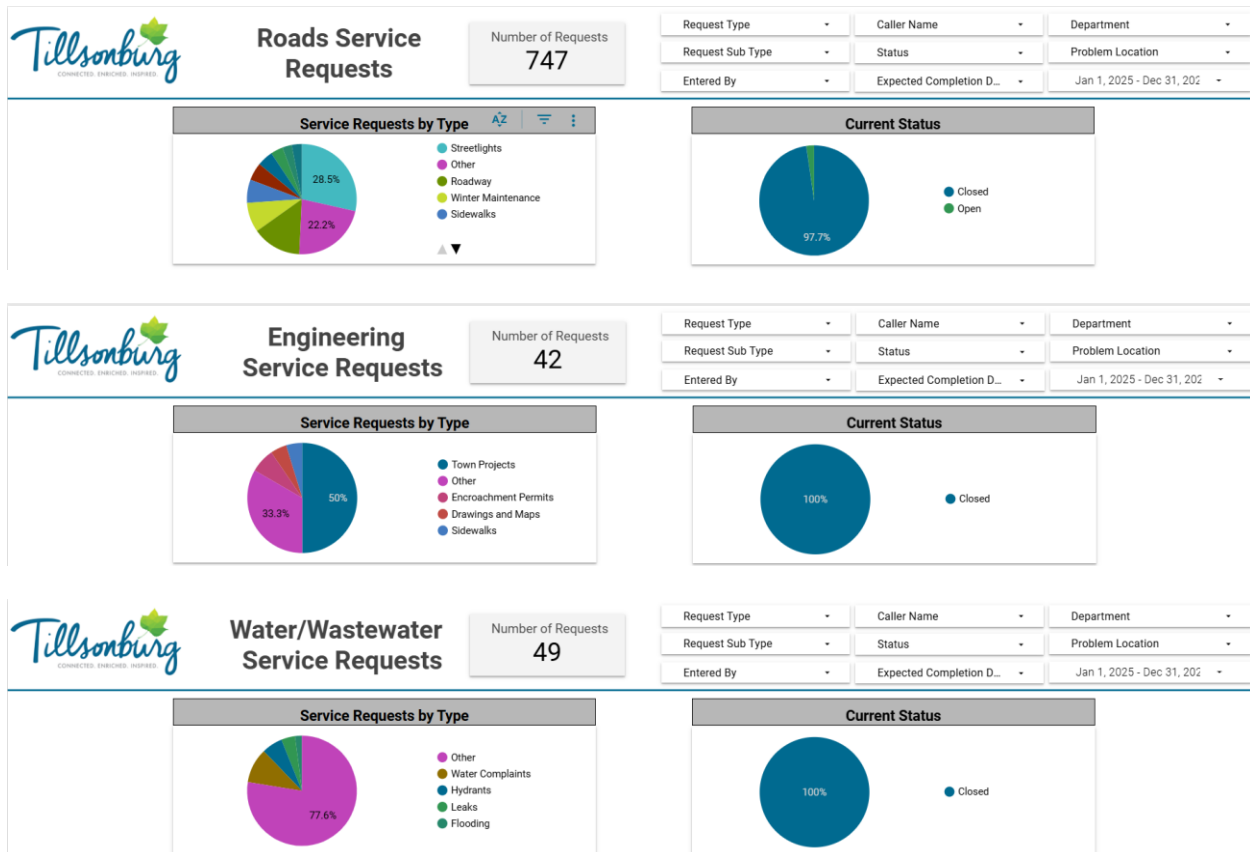 Tillsonburg
CONNECTED. ENRICHED. INSPIRED.
Roads Service
Requests
Number of Requests
747
Request Type
Caller Name
Department
Request Sub Type
Status
Problem Location
Entered By
Expected Completion D...
Jan 1, 2025 - Dec 31, 202
Service Requests by Type
AZ
28.5%
22.2%
Streetlights
Other
Roadway
Winter Maintenance
Sidewalks
Current Status
97.7%
Closed
Open
Tillsonburg
CONNECTED. ENRICHED. INSPIRED.
Engineering
Service Requests
Number of Requests
42
Request Type
Caller Name
Department
Request Sub Type
Status
Problem Location
Entered By
Expected Completion D...
Jan 1, 2025 - Dec 31, 202
Service Requests by Type
50%
33.3%
Town Projects
Other
Encroachment Permits
Drawings and Maps
Sidewalks
Current Status
100%
Closed
Tillsonburg
CONNECTED. ENRICHED. INSPIRED.
Water/Wastewater
Service Requests
Number of Requests
49
Request Type
Caller Name
Department
Request Sub Type
Status
Problem Location
Entered By
Expected Completion D...
Jan 1, 2025 - Dec 31, 202
Service Requests by Type
77.6%
Other
Water Complaints
Hydrants
Leaks
Flooding
Current Status
100%
Closed